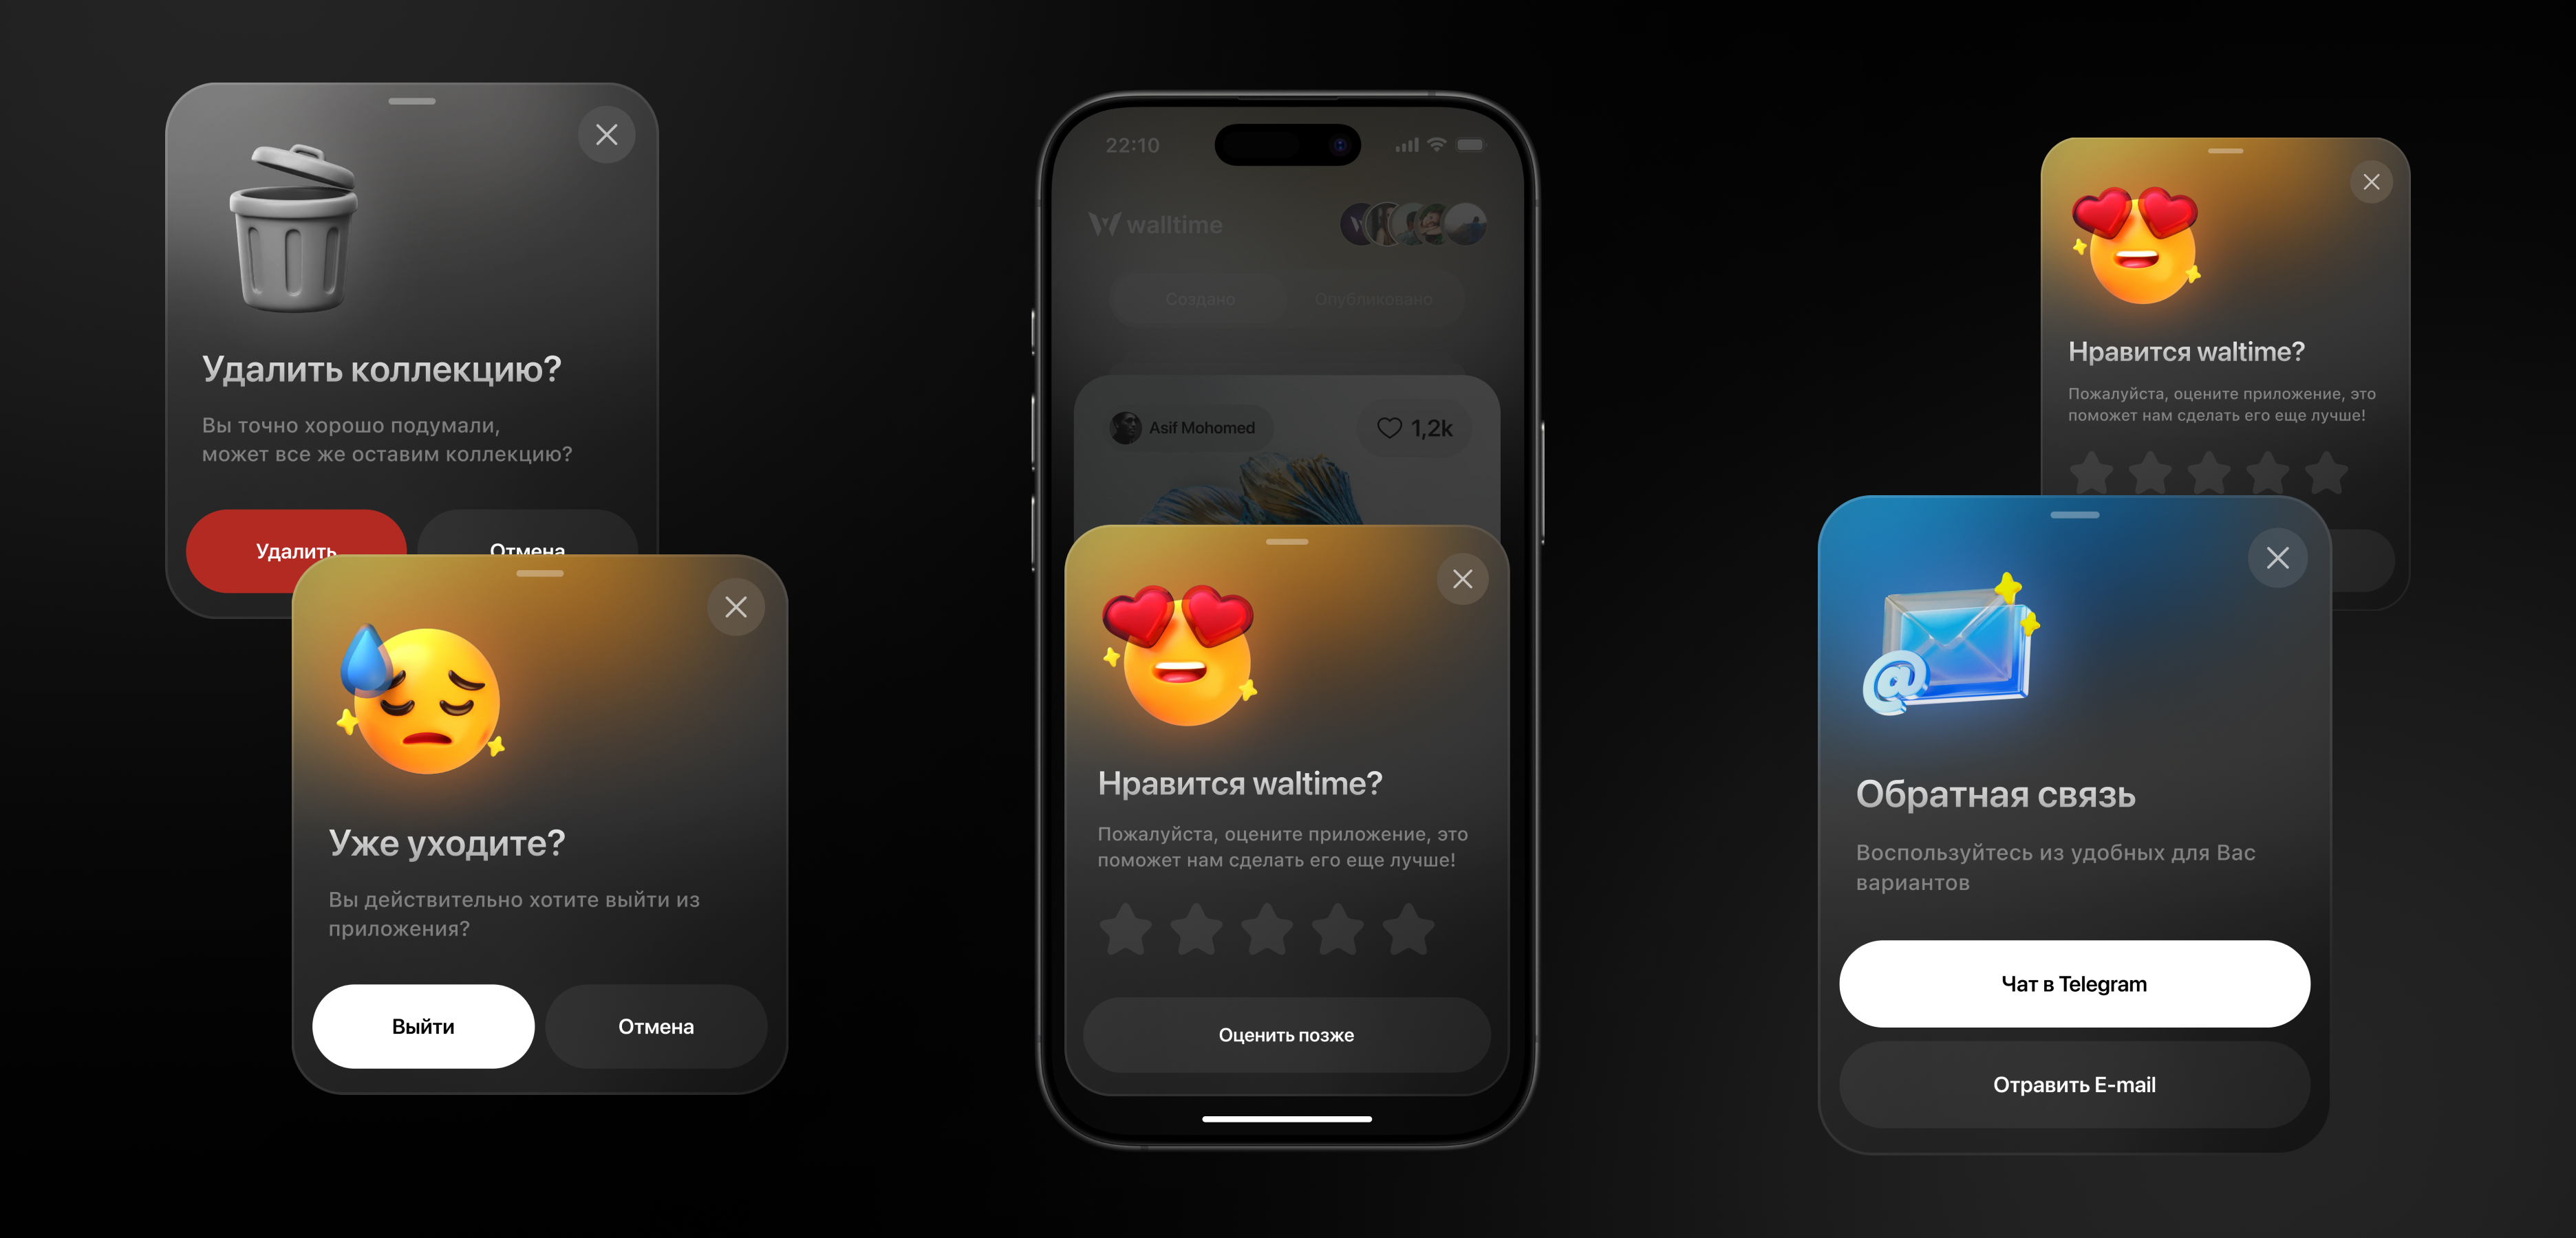 Удалить коллекцию?
Вы точно хорошо подумали,
может все же оставим коллекцию?
Удалить
Отмена
Уже уходите?
Вы действительно хотите выйти из
приложения?
Выйти
Отмена
22:10
walltime
Создано
Опубликовано
Asif Mohomed
1,2k
Нравится waltime?
Пожалуйста, оцените приложение, это
поможет нам сделать его еще лучше!
Оценить позже
Нравится waltime?
Пожалуйста, оцените приложение, это
поможет нам сделать его еще лучше!
@
Обратная связь
Воспользуйтесь из удобных для Вас
вариантов
Чат в Telegram
Отравить E-mail